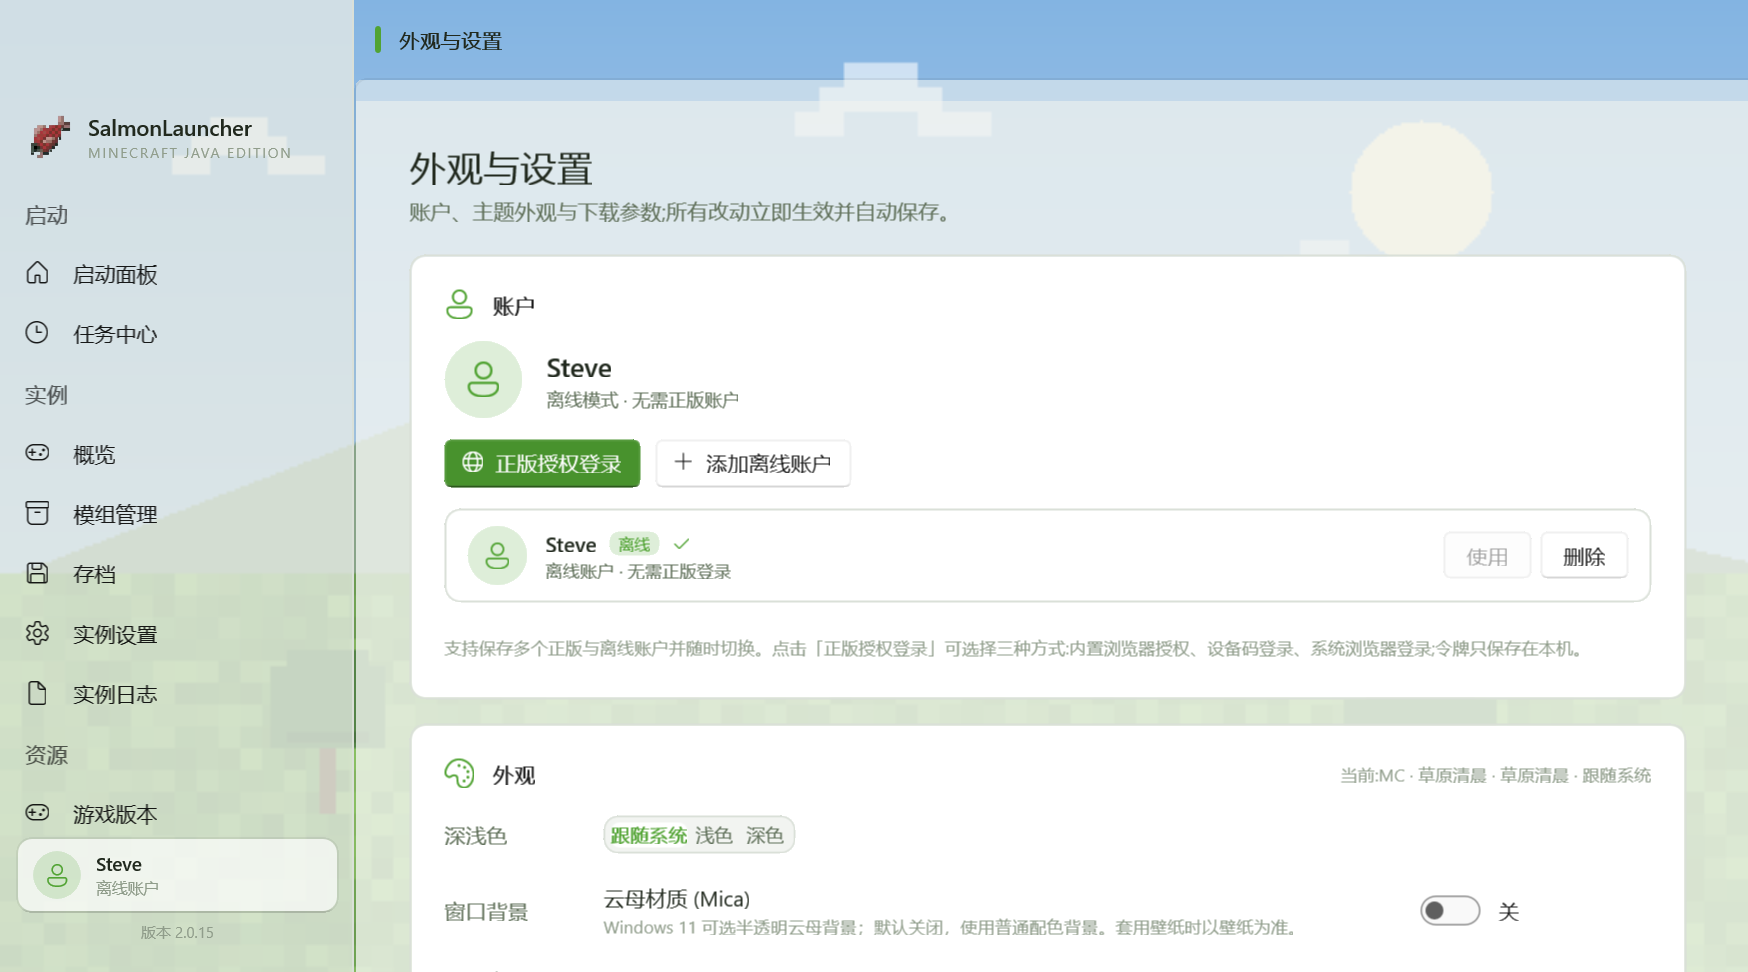 外观与设置
SalmonLauncher
MINECRAFT JAVA EDITION
启动
启动面板
任务中心
实例
概览
模组管理
存档
实例设置
实例日志
资源
游戏版本
Steve
离线账户
版本 2.0.15
外观与设置
账户、主题外观与下载参数;所有改动立即生效并自动保存。
账户
Steve
离线模式 · 无需正版账户
正版授权登录
添加离线账户
Steve 离线
离线账户 · 无需正版登录
使用 删除
支持保存多个正版与离线账户并随时切换。点击「正版授权登录」可选择三种方式:内置浏览器授权、设备码登录、系统浏览器登录;令牌只保存在本机。
外观
当前:MC · 草原清晨 · 草原清晨 · 跟随系统
深浅色
跟随系统 浅色 深色
窗口背景
云母材质 (Mica)
Windows 11 可选半透明云母背景；默认关闭，使用普通配色背景。套用壁纸时以壁纸为准。
关